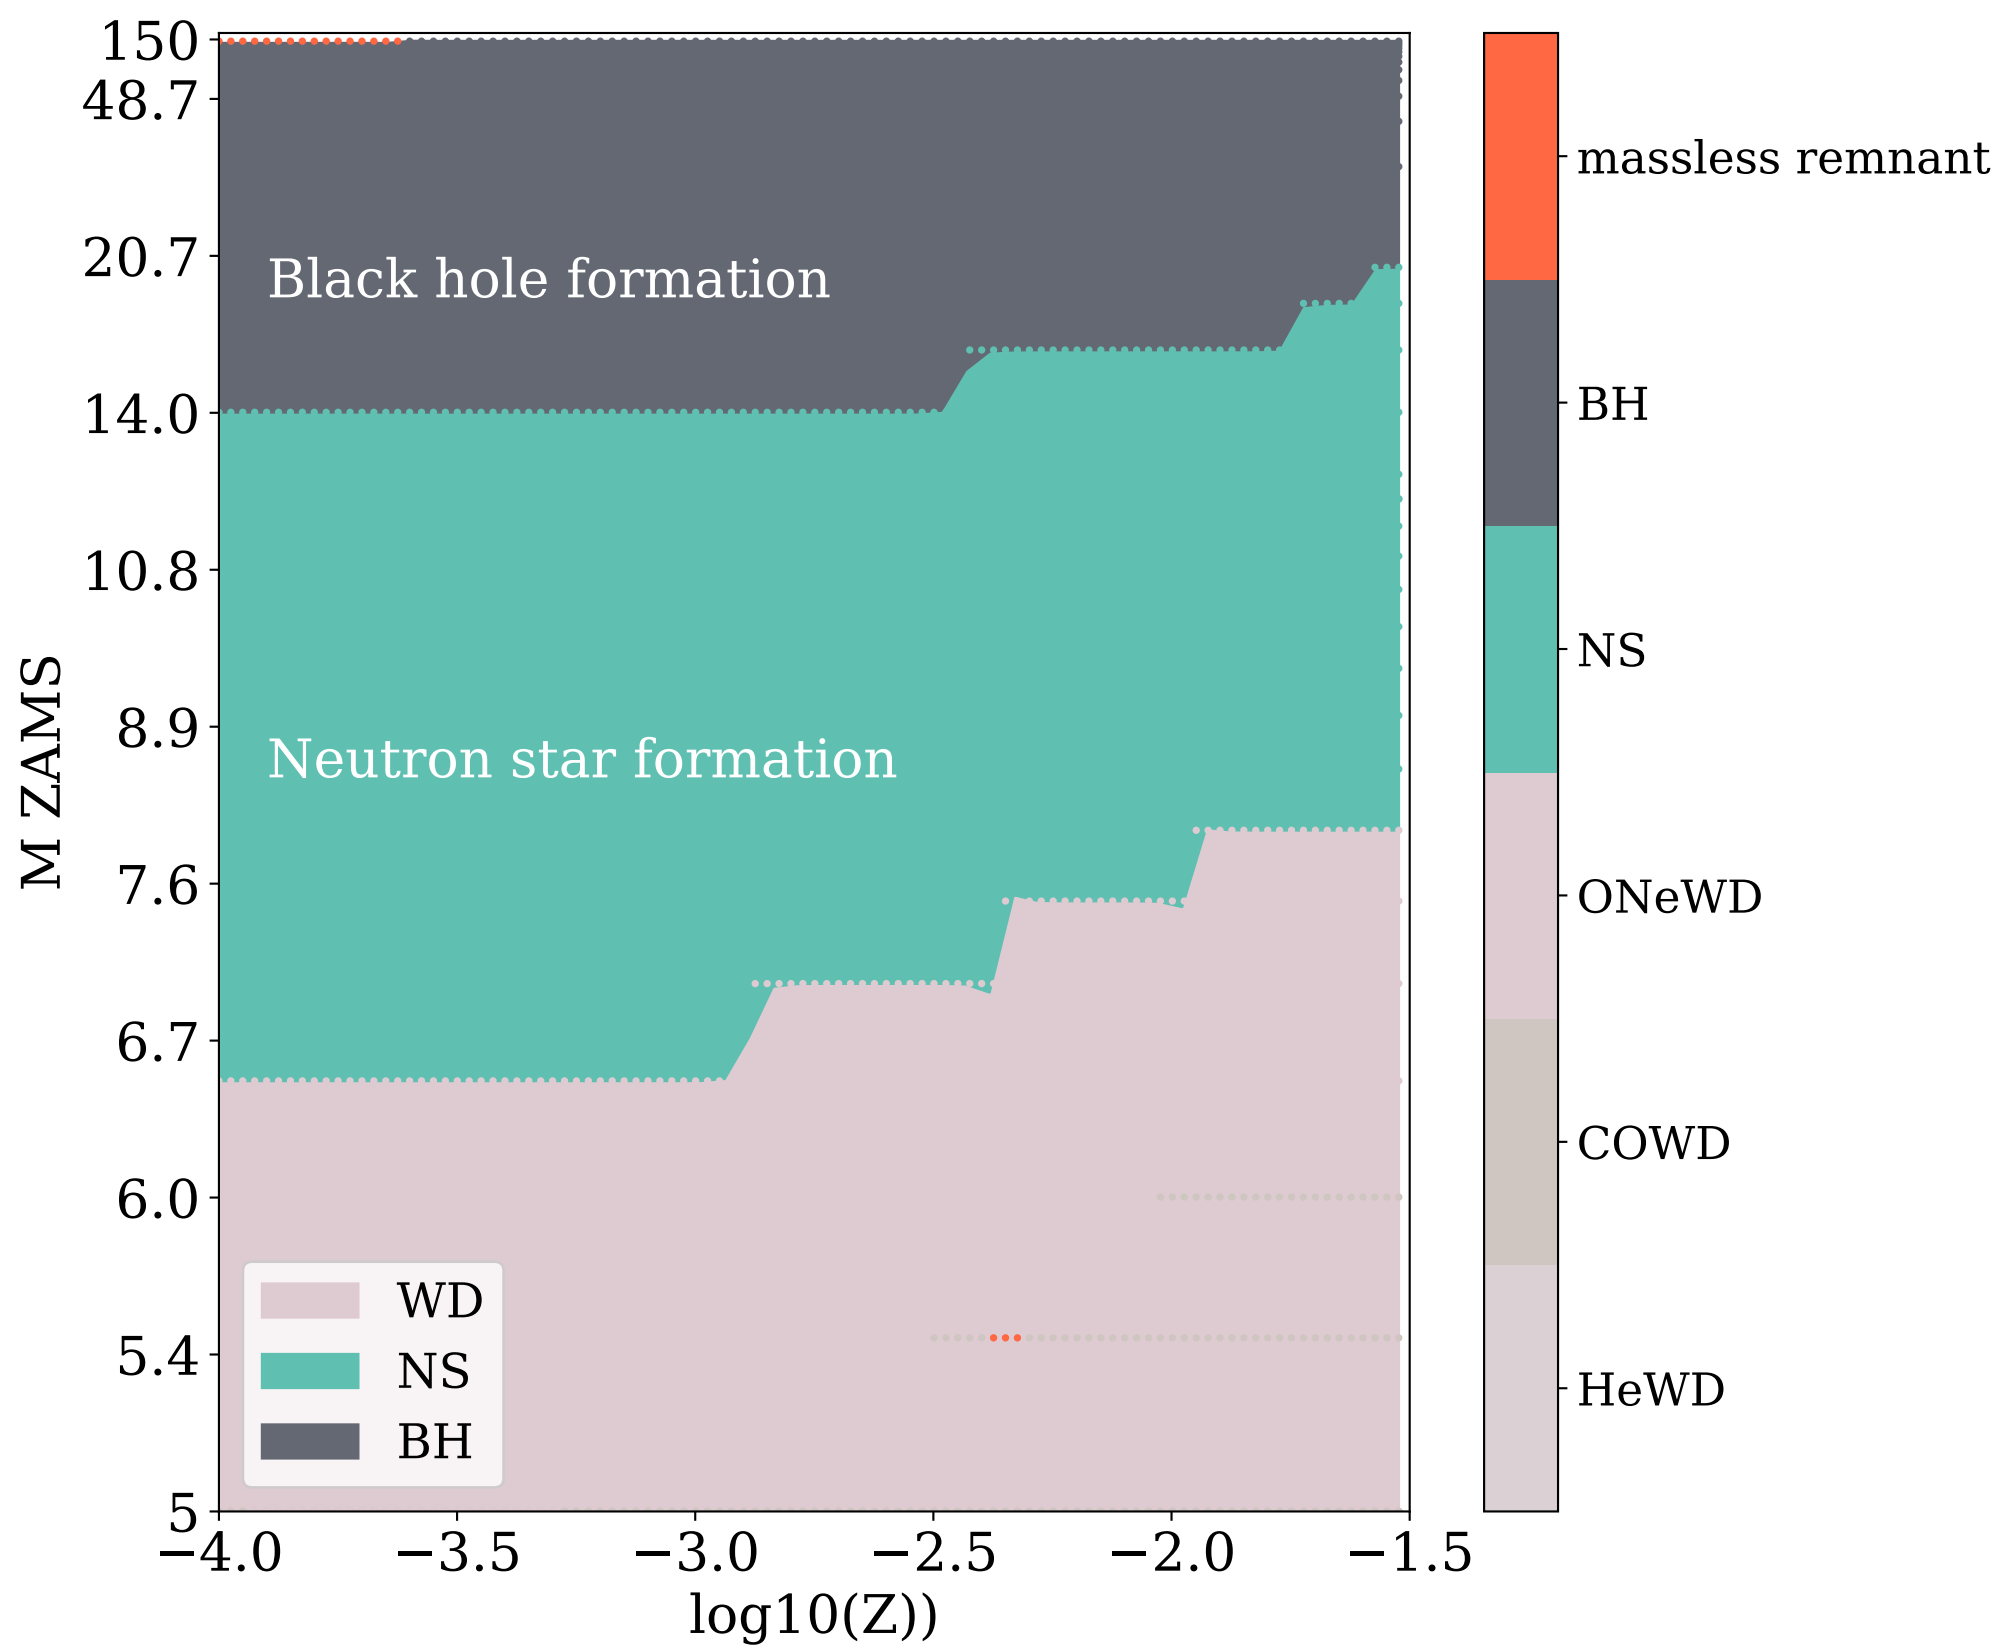 150
48.7
20.7
14.0
10.8
8.9
7.6
6.7
6.0
5.4
5
M ZAMS
Black hole formation
Neutron star formation
WD
NS
BH
−4.0
−3.5
−3.0
−2.5
−2.0
−1.5
log10(Z))
massless remnant
BH
NS
ONeWD
COWD
HeWD